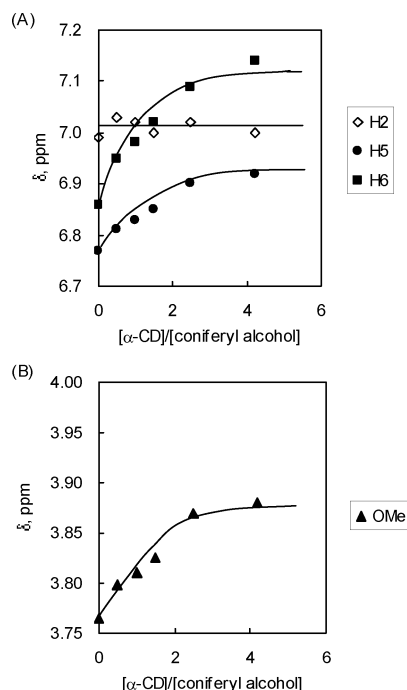 (A)
7.2
7.1
7.0
6.9
6.8
6.7
δ, ppm
0 2 4 6
[α-CD]/[coniferyl alcohol]
H2
H5
H6
(B)
4.00
3.95
3.90
3.85
3.80
3.75
δ, ppm
0 2 4 6
[α-CD]/[coniferyl alcohol]
OMe